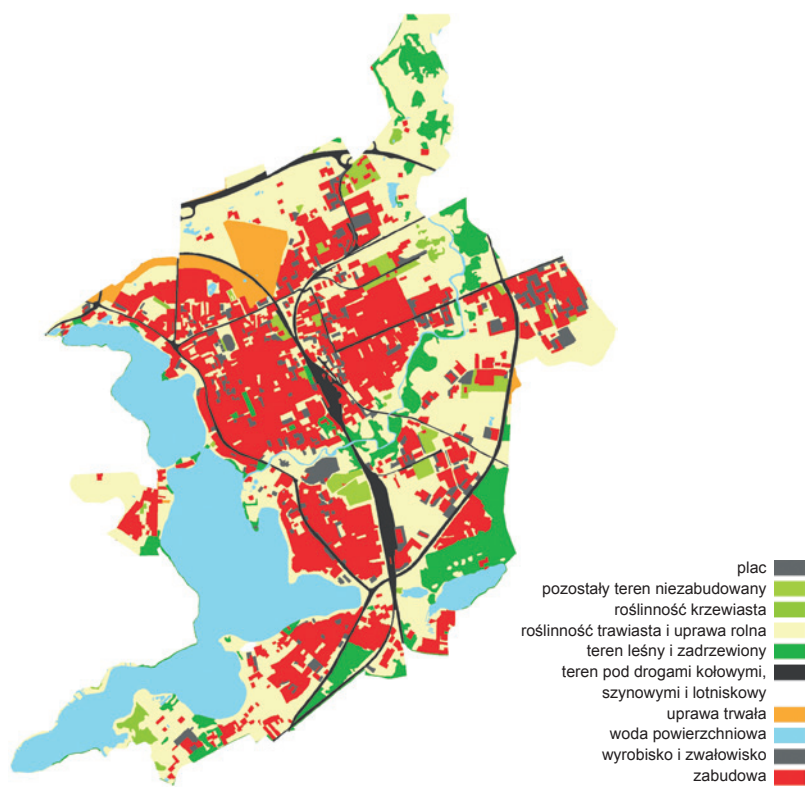 plac
pozostały teren niezabudowany
roślinność krzewiasta
roślinność trawiasta i uprawa rolna
teren leśny i zadrzewiony
teren pod drogami kołowymi,
szynowymi i lotniskowy
uprawa trwała
woda powierzchniowa
wyrobisko i zwałowisko
zabudowa